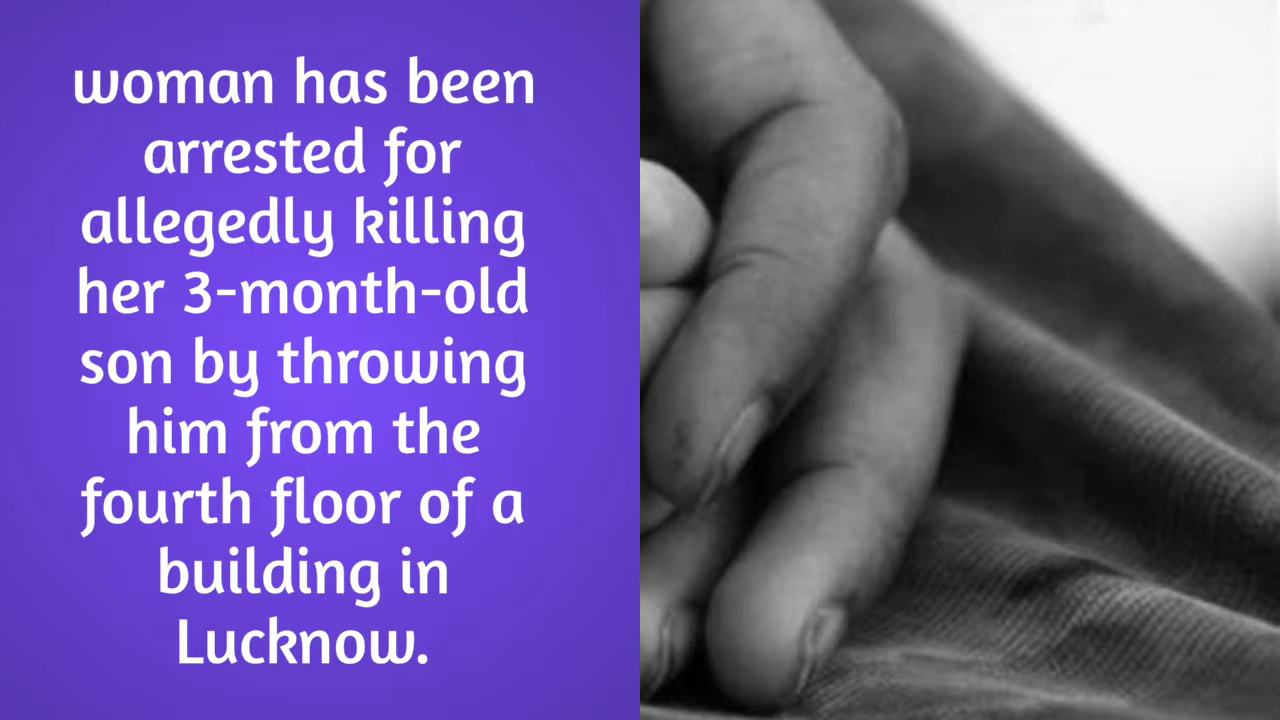 woman has been
arrested for
allegedly killing
her 3-month-old
son by throwing
him from the
fourth floor of a
building in
Lucknow.